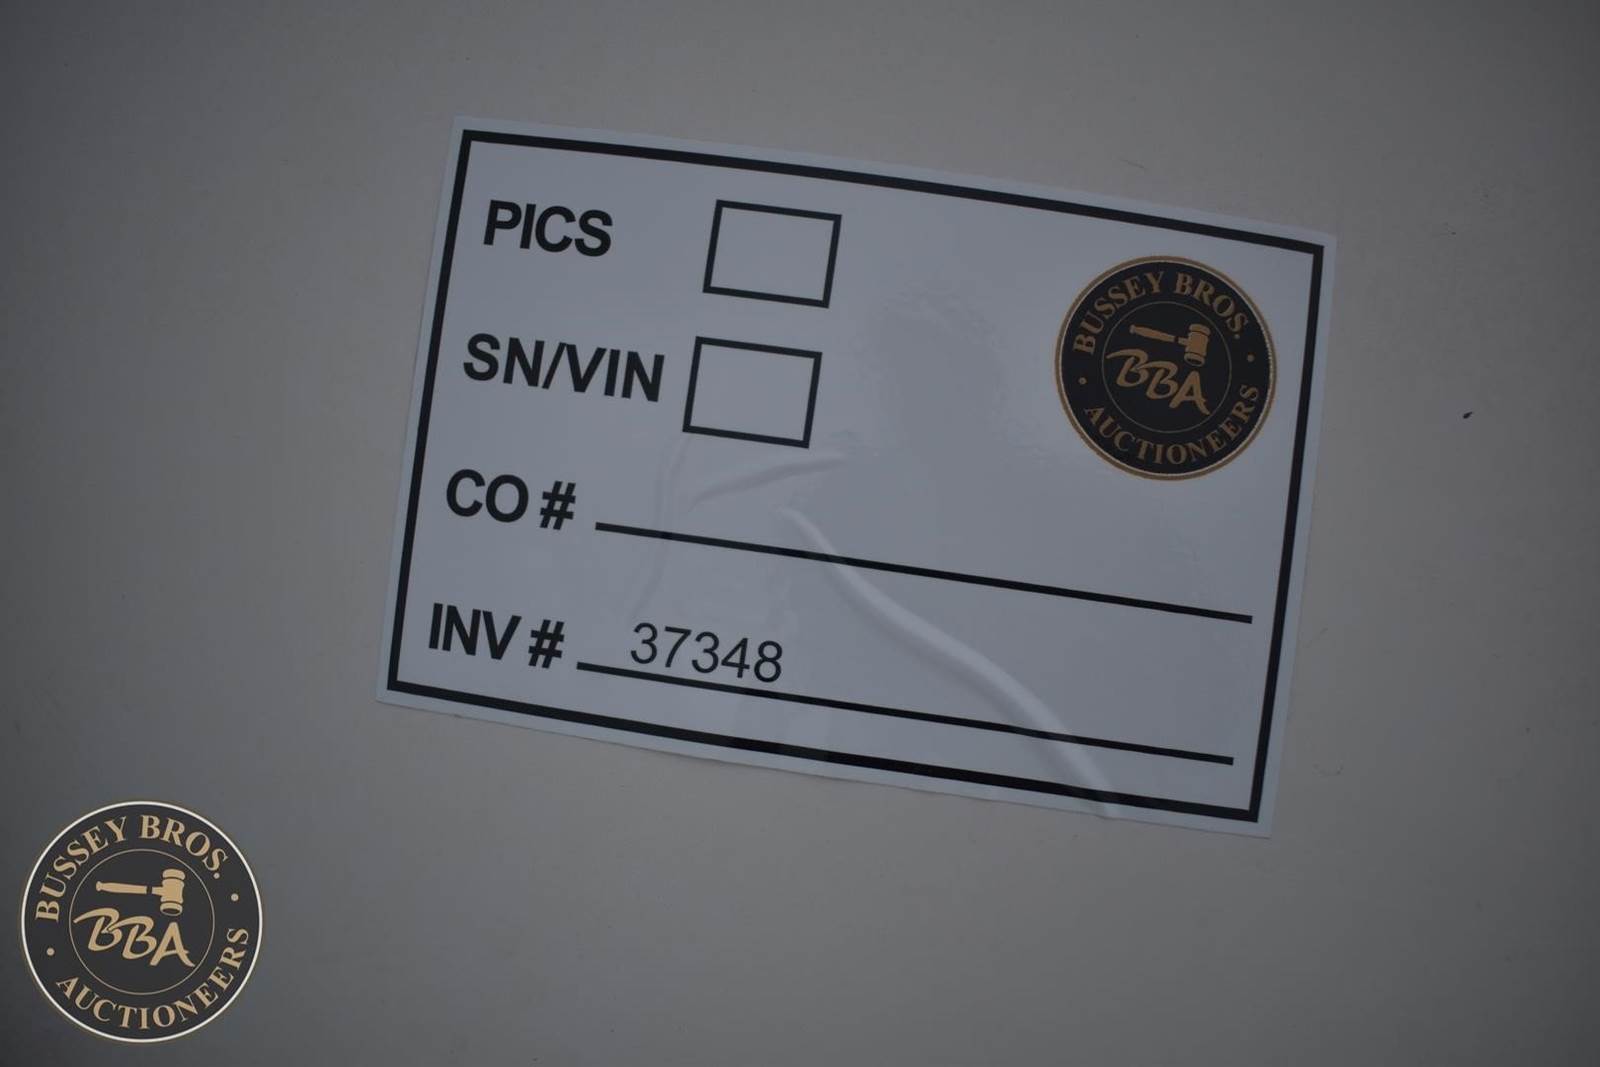 PICS
SN/VIN
CO #
INV # 37348
BUSSEY BROS.
BBA
AUCTIONEERS
BUSSEY BROS.
BBA
AUCTIONEERS